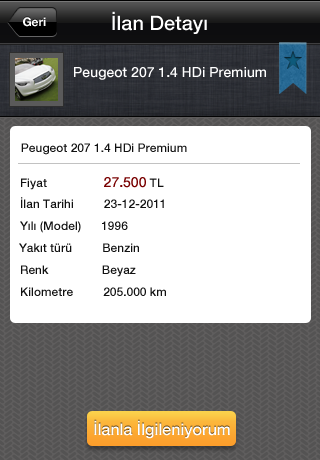 Geri
İlan Detayı
Peugeot 207 1.4 HDi Premium
Peugeot 207 1.4 HDi Premium
Fiyat 27.500 TL
İlan Tarihi 23-12-2011
Yılı (Model) 1996
Yakıt türü Benzin
Renk Beyaz
Kilometre 205.000 km
İlanla İlgileniyorum